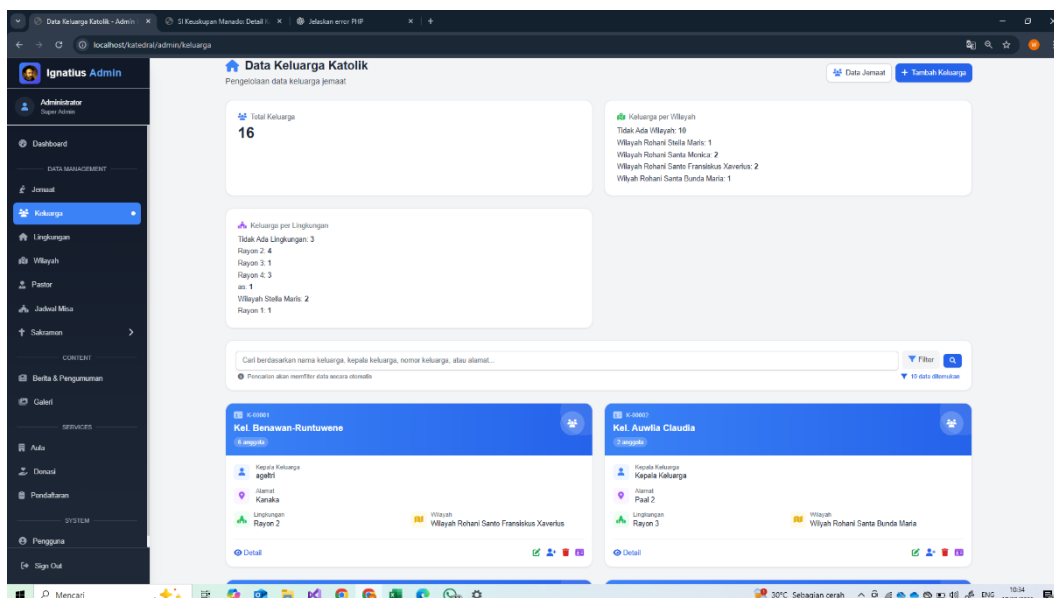 Data Keluarga Katolik - Admin
SI Keuskupan Manado: Detail K
Jelaskan error PHP
localhost/katedral/admin/keluarga
Ignatius Admin
Administrator
Super Admin
Dashboard
DATA MANAGEMENT
Jemaat
Keluarga
Lingkungan
Wilayah
Pastor
Jadwal Misa
Sakramen
CONTENT
Berita & Pengumuman
Galeri
SERVICES
Aula
Donasi
Pendaftaran
SYSTEM
Pengguna
Sign Out
Data Keluarga Katolik
Pengelolaan data keluarga jemaat
Data Jemaat
+ Tambah Keluarga
Total Keluarga
16
Keluarga per Wilayah
Tidak Ada Wilayah: 10
Wilayah Rohani Stella Maris: 1
Wilayah Rohani Santa Monica: 2
Wilayah Rohani Santo Fransiskus Xaverius: 2
Wilyah Rohani Santa Bunda Maria: 1
Keluarga per Lingkungan
Tidak Ada Lingkungan: 3
Rayon 2: 4
Rayon 3: 1
Rayon 4: 3
as: 1
Wilayah Stella Maris: 2
Rayon 1: 1
Cari berdasarkan nama keluarga, kepala keluarga, nomor keluarga, atau alamat...
Filter
Pencarian akan memfilter data secara otomatis
15 data ditemukan
K-00001
Kel. Benawan-Runtuwene
6 anggota
Kepala Keluarga
ageltri
Alamat
Kanaka
Lingkungan
Rayon 2
Wilayah
Wilayah Rohani Santo Fransiskus Xaverius
Detail
K-00002
Kel. Auwlia Claudia
2 anggota
Kepala Keluarga
Kepala Keluarga
Alamat
Paal 2
Lingkungan
Rayon 3
Wilayah
Wilyah Rohani Santa Bunda Maria
Detail
Mencari
30°C Sebagian cerah
ENG
10:34